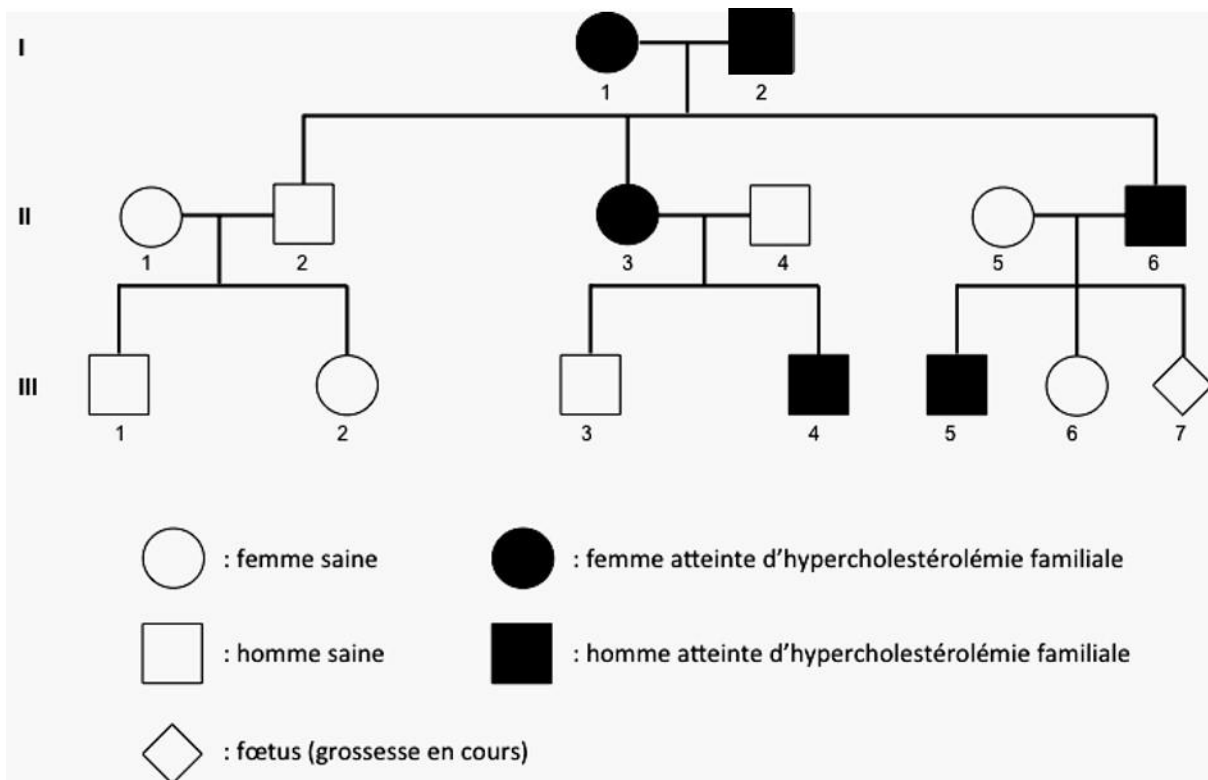 I
1 2
II
1 2 3 4 5 6
III
1 2 3 4 5 6 7
: femme saine : femme atteinte d'hypercholestérolémie familiale
: homme saine : homme atteinte d'hypercholestérolémie familiale
: fœtus (grossesse en cours)